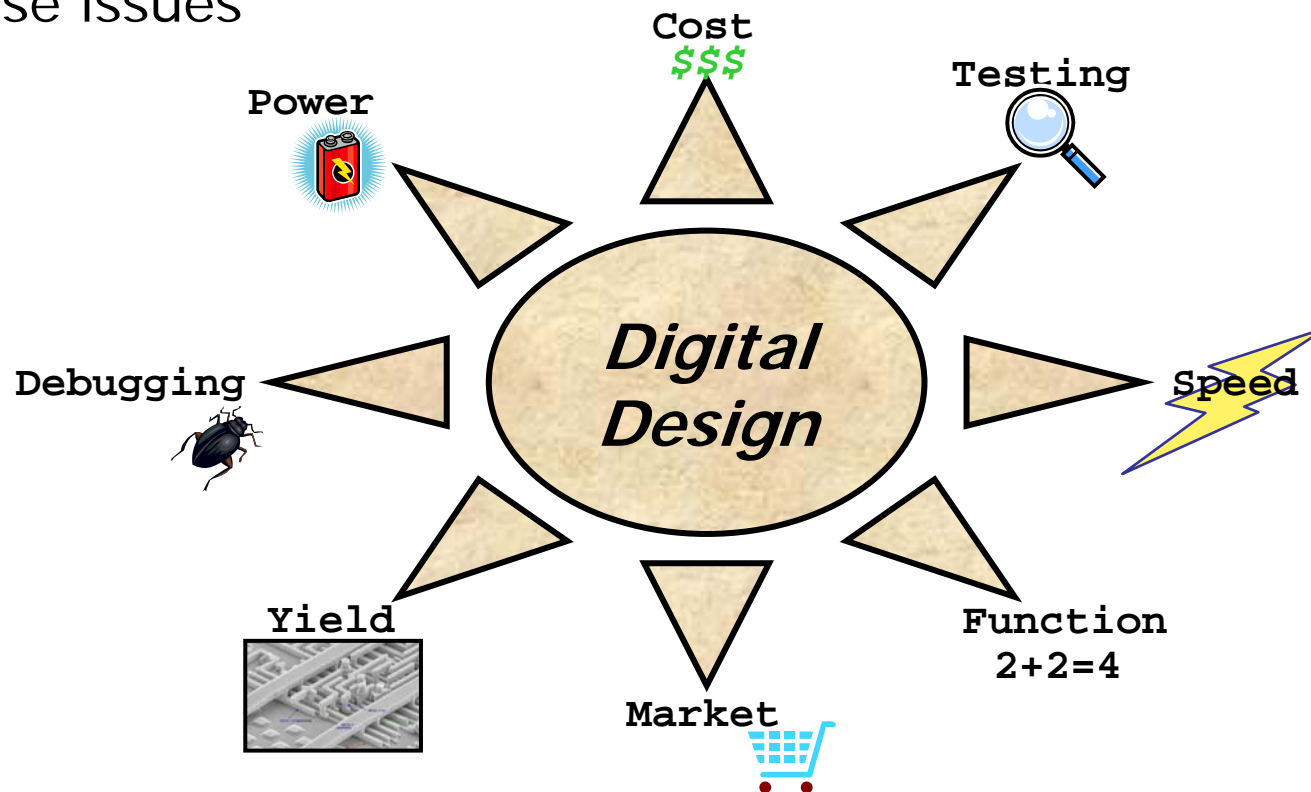 se issues
Cost
$$$
Testing
Power
Digital
Design
Debugging
Speed
Yield
Function
2+2=4
Market